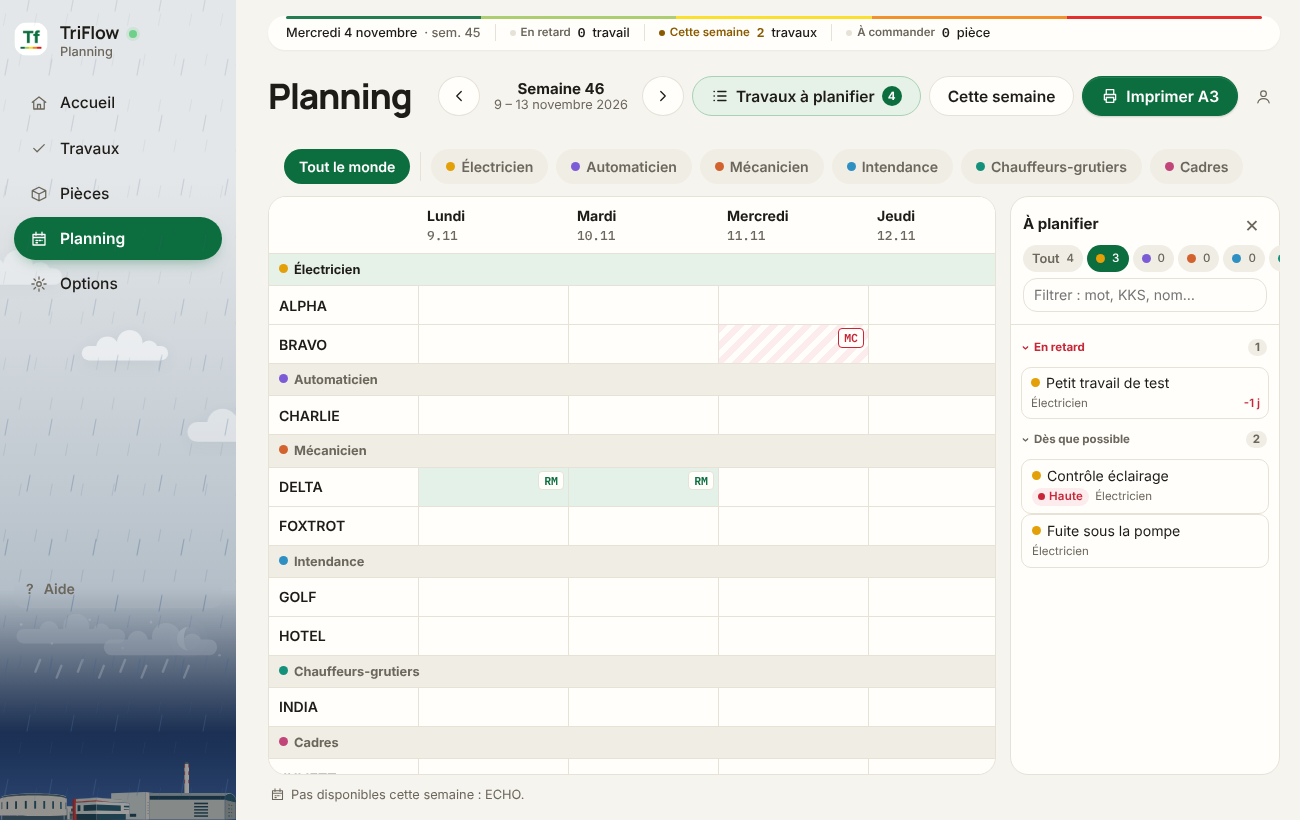 Tf TriFlow
Planning
Accueil
Travaux
Pièces
Planning
Options
? Aide
Mercredi 4 novembre · sem. 45
En retard 0 travail
Cette semaine 2 travaux
À commander 0 pièce
Planning
Semaine 46
9 – 13 novembre 2026
Travaux à planifier 4
Cette semaine
Imprimer A3
Tout le monde
Électricien
Automaticien
Mécanicien
Intendance
Chauffeurs-grutiers
Cadres
Lundi Mardi Mercredi Jeudi
9.11 10.11 11.11 12.11
Électricien
ALPHA
BRAVO MC
Automaticien
CHARLIE
Mécanicien
DELTA RM RM
FOXTROT
Intendance
GOLF
HOTEL
Chauffeurs-grutiers
INDIA
Cadres
Pas disponibles cette semaine : ECHO.
À planifier
Tout 4 3 0 0 0
Filtrer : mot, KKS, nom...
En retard 1
Petit travail de test
Électricien -1 j
Dès que possible 2
Contrôle éclairage
Haute Électricien
Fuite sous la pompe
Électricien